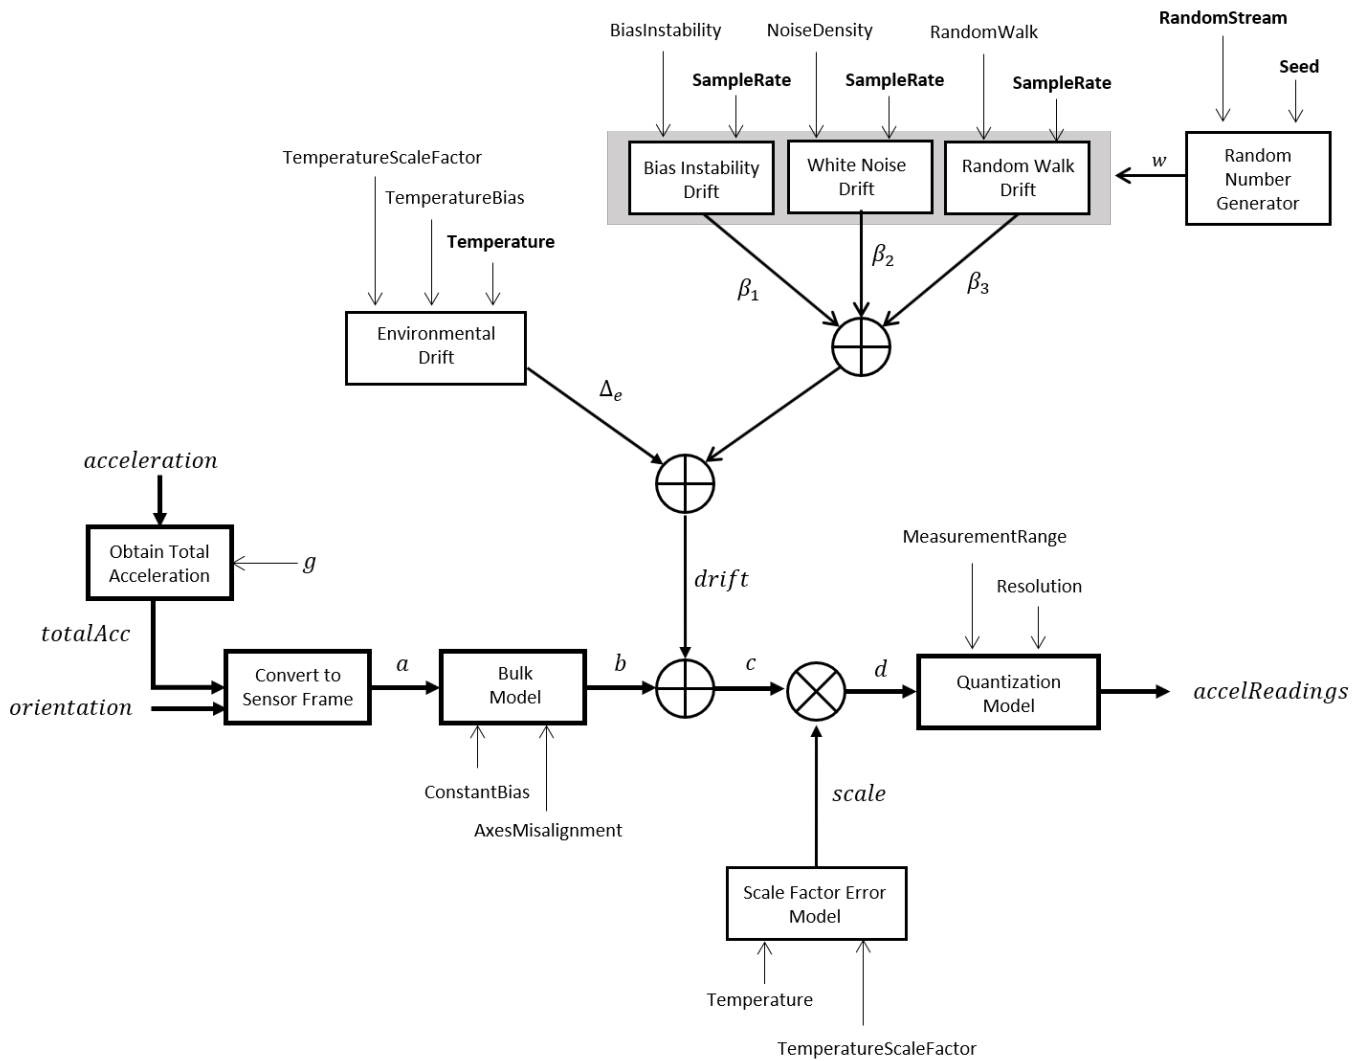 RandomStream
BiasInstability
NoiseDensity
RandomWalk
Seed
SampleRate
SampleRate
SampleRate
Bias Instability
Drift
White Noise
Drift
Random Walk
Drift
w
Random
Number
Generator
TemperatureScaleFactor
TemperatureBias
Temperature
β₁
β₂
β₃
Environmental
Drift
Δₑ
acceleration
Obtain Total
Acceleration
g
drift
MeasurementRange
Resolution
totalAcc
orientation
Convert to
Sensor Frame
a
Bulk
Model
b
c
d
Quantization
Model
accelReadings
ConstantBias
AxesMisalignment
scale
Scale Factor Error
Model
Temperature
TemperatureScaleFactor